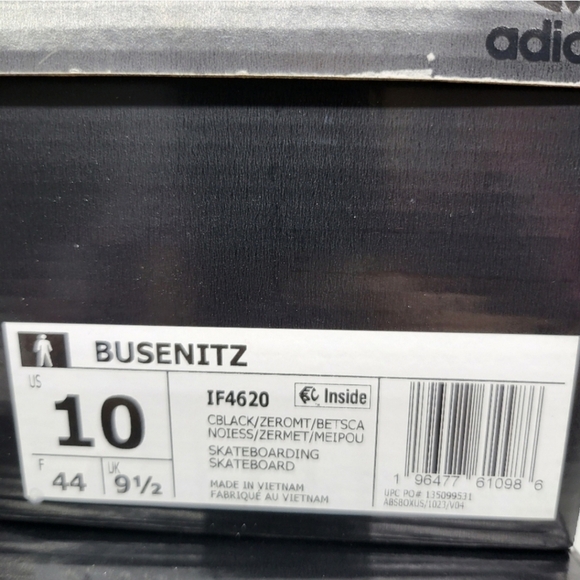 adid
BUSENITZ
US
10
F
44
UK
9½
IF4620
Inside
CBLACK/ZEROMT/BETSCA
NOIESS/ZERMET/MEIPOU
SKATEBOARDING
SKATEBOARD
MADE IN VIETNAM
FABRIQUÉ AU VIETNAM
1 96477 61098 6
UPC PO# 135099531
ABSBOXUS/1023/V04